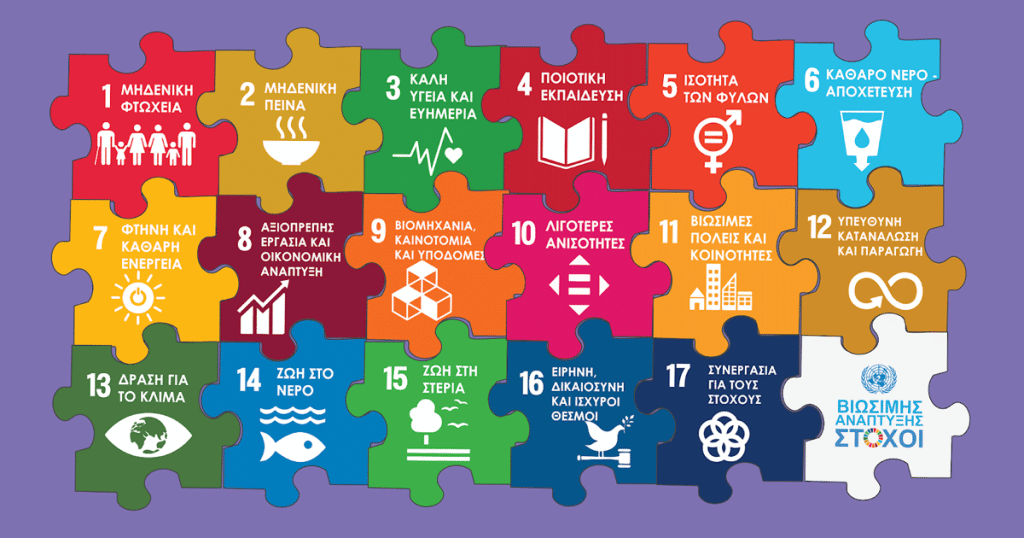 1 ΜΗΔΕΝΙΚΗ
ΦΤΩΧΕΙΑ
2 ΜΗΔΕΝΙΚΗ
ΠΕΙΝΑ
3 ΚΑΛΗ
ΥΓΕΙΑ ΚΑΙ
ΕΥΗΜΕΡΙΑ
4 ΠΟΙΟΤΙΚΗ
ΕΚΠΑΙΔΕΥΣΗ
5 ΙΣΟΤΗΤΑ
ΤΩΝ ΦΥΛΩΝ
6 ΚΑΘΑΡΟ ΝΕΡΟ -
ΑΠΟΧΕΤΕΥΣΗ
7 ΦΤΗΝΗ ΚΑΙ
ΚΑΘΑΡΗ
ΕΝΕΡΓΕΙΑ
8 ΑΞΙΟΠΡΕΠΗΣ
ΕΡΓΑΣΙΑ ΚΑΙ
ΟΙΚΟΝΟΜΙΚΗ
ΑΝΑΠΤΥΞΗ
9 ΒΙΟΜΗΧΑΝΙΑ,
ΚΑΙΝΟΤΟΜΙΑ
ΚΑΙ ΥΠΟΔΟΜΕΣ
10 ΛΙΓΟΤΕΡΕΣ
ΑΝΙΣΟΤΗΤΕΣ
11 ΒΙΩΣΙΜΕΣ
ΠΟΛΕΙΣ ΚΑΙ
ΚΟΙΝΟΤΗΤΕΣ
12 ΥΠΕΥΘΥΝΗ
ΚΑΤΑΝΑΛΩΣΗ
ΚΑΙ ΠΑΡΑΓΩΓΗ
13 ΔΡΑΣΗ ΓΙΑ
ΤΟ ΚΛΙΜΑ
14 ΖΩΗ ΣΤΟ
ΝΕΡΟ
15 ΖΩΗ ΣΤΗ
ΣΤΕΡΙΑ
16 ΕΙΡΗΝΗ,
ΔΙΚΑΙΟΣΥΝΗ
ΚΑΙ ΙΣΧΥΡΟΙ
ΘΕΣΜΟΙ
17 ΣΥΝΕΡΓΑΣΙΑ
ΓΙΑ ΤΟΥΣ
ΣΤΟΧΟΥΣ
ΒΙΩΣΙΜΗΣ
ΑΝΑΠΤΥΞΗΣ
ΣΤΟΧΟΙ